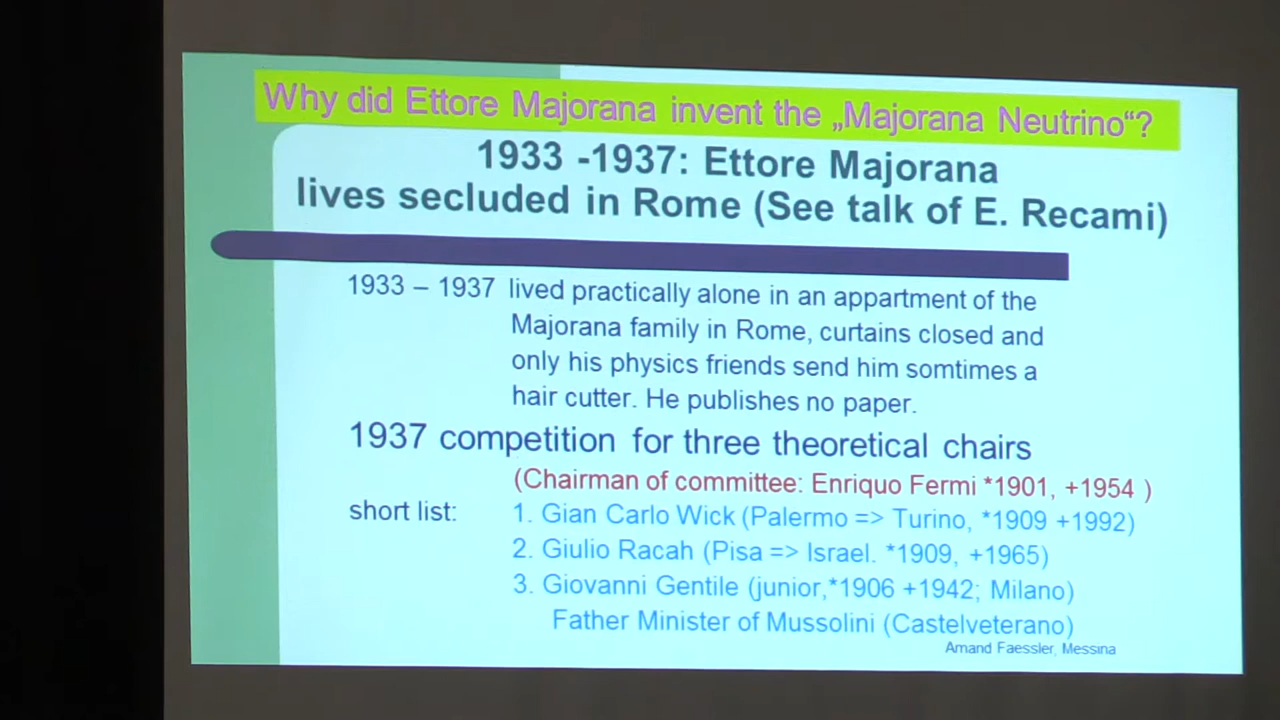 Why did Ettore Majorana invent the „Majorana Neutrino“?
1933 -1937: Ettore Majorana
lives secluded in Rome (See talk of E. Recami)
1933 – 1937 lived practically alone in an appartment of the
Majorana family in Rome, curtains closed and
only his physics friends send him somtimes a
hair cutter. He publishes no paper.
1937 competition for three theoretical chairs
(Chairman of committee: Enriquo Fermi *1901, +1954 )
short list: 1. Gian Carlo Wick (Palermo => Turino, *1909 +1992)
2. Giulio Racah (Pisa => Israel. *1909, +1965)
3. Giovanni Gentile (junior,*1906 +1942; Milano)
Father Minister of Mussolini (Castelveterano)
Amand Faessler, Messina